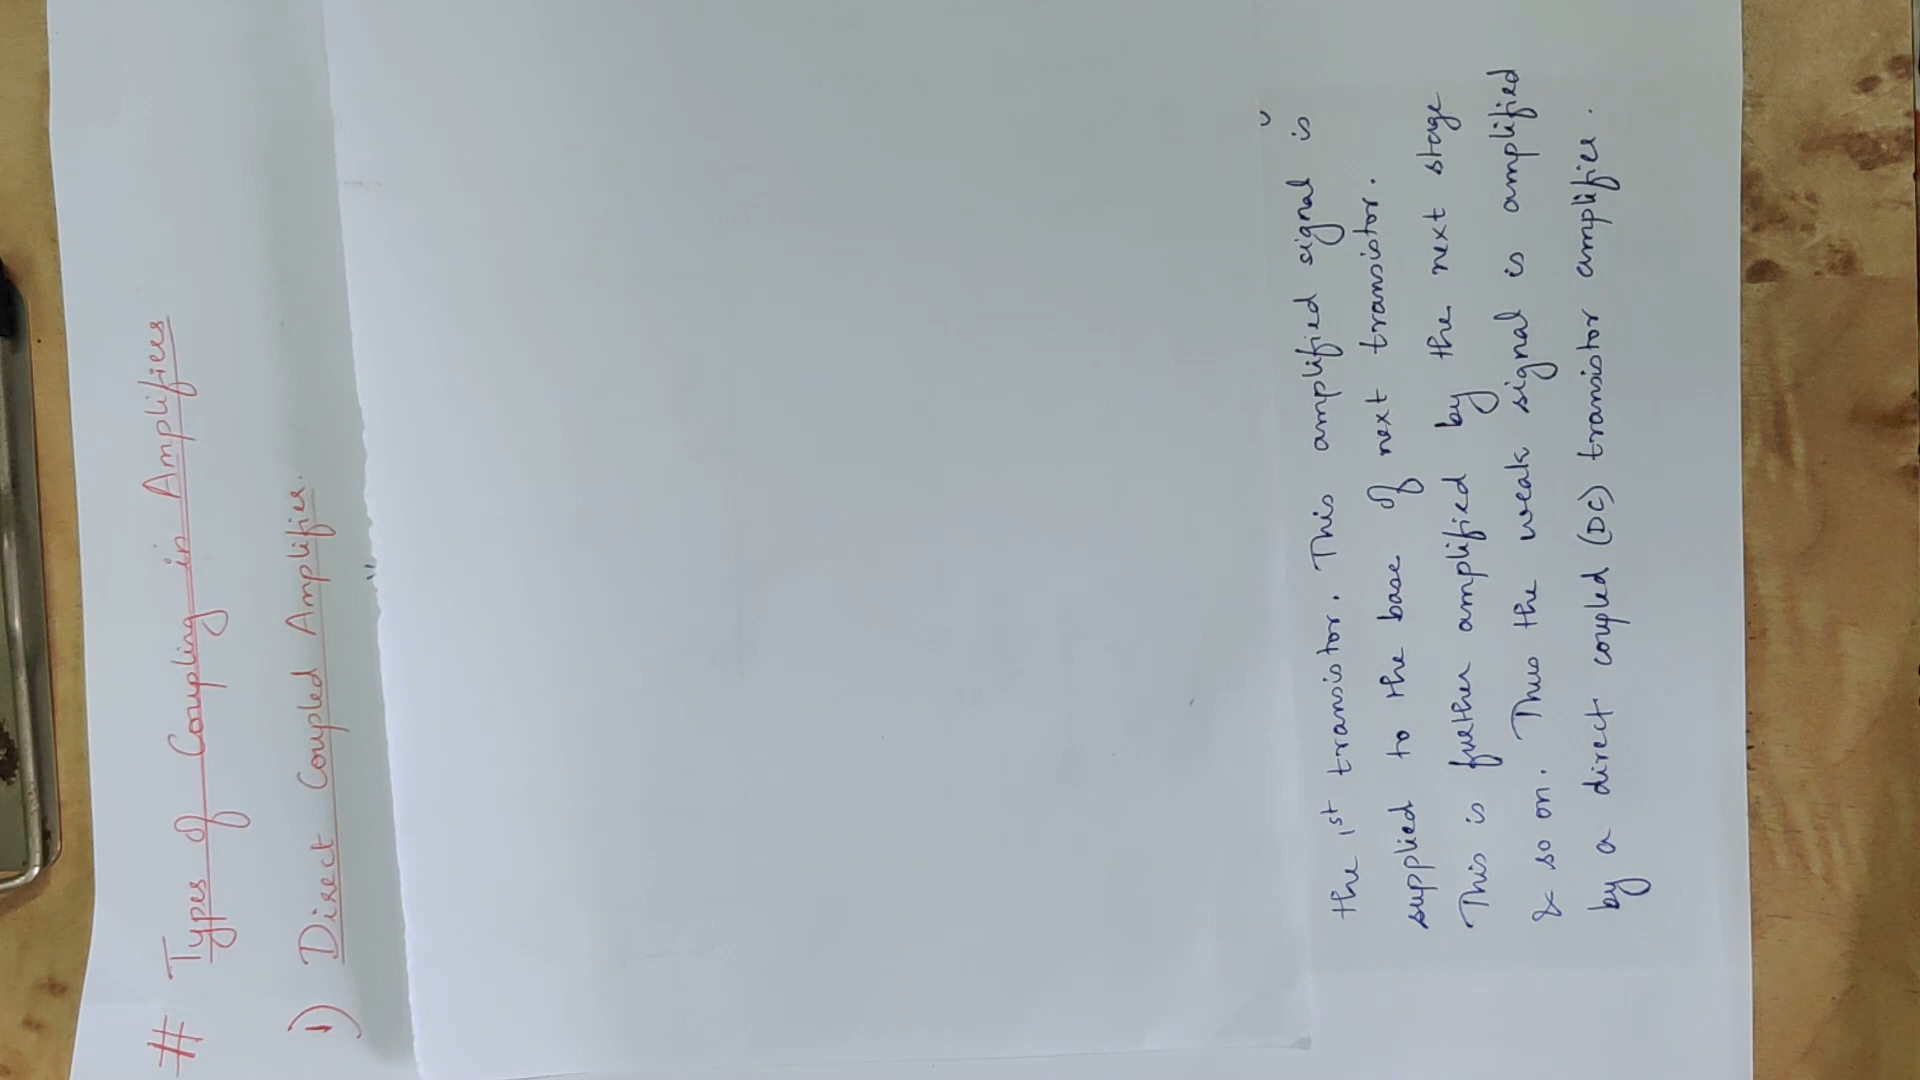 # Types of Coupling in Amplifiers
1) Direct Coupled Amplifier.
the 1st transistor. This amplified signal is
supplied to the base of next transistor.
This is further amplified by the next stage
& so on. Thus the weak signal is amplified
by a direct coupled (DC) transistor amplifier.